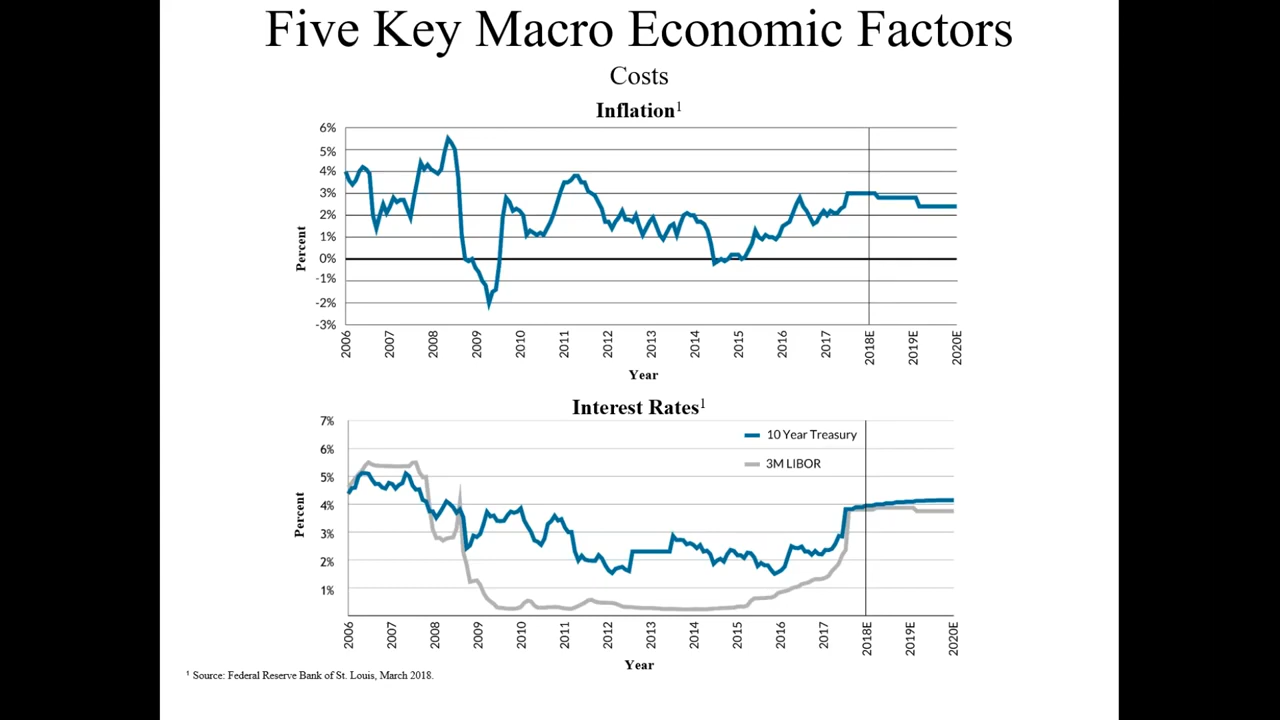 Five Key Macro Economic Factors
Costs
Inflation¹
6%
5%
4%
3%
2%
1%
0%
-1%
-2%
-3%
Percent
2006
2007
2008
2009
2010
2011
2012
2013
2014
2015
2016
2017
2018E
2019E
2020E
Year
Interest Rates¹
7%
6%
5%
4%
3%
2%
1%
Percent
10 Year Treasury
3M LIBOR
2006
2007
2008
2009
2010
2011
2012
2013
2014
2015
2016
2017
2018E
2019E
2020E
Year
¹ Source: Federal Reserve Bank of St. Louis, March 2018.